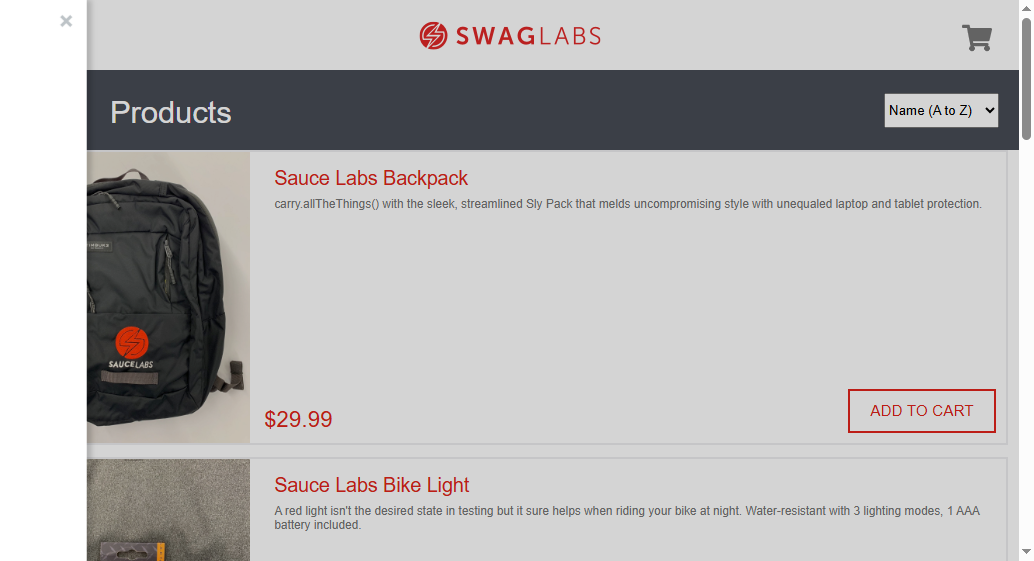 ×
SWAGLABS
Products
Name (A to Z)
SAUCELABS
Sauce Labs Backpack
carry.allTheThings() with the sleek, streamlined Sly Pack that melds uncompromising style with unequaled laptop and tablet protection.
$29.99
ADD TO CART
Sauce Labs Bike Light
A red light isn't the desired state in testing but it sure helps when riding your bike at night. Water-resistant with 3 lighting modes, 1 AAA
battery included.